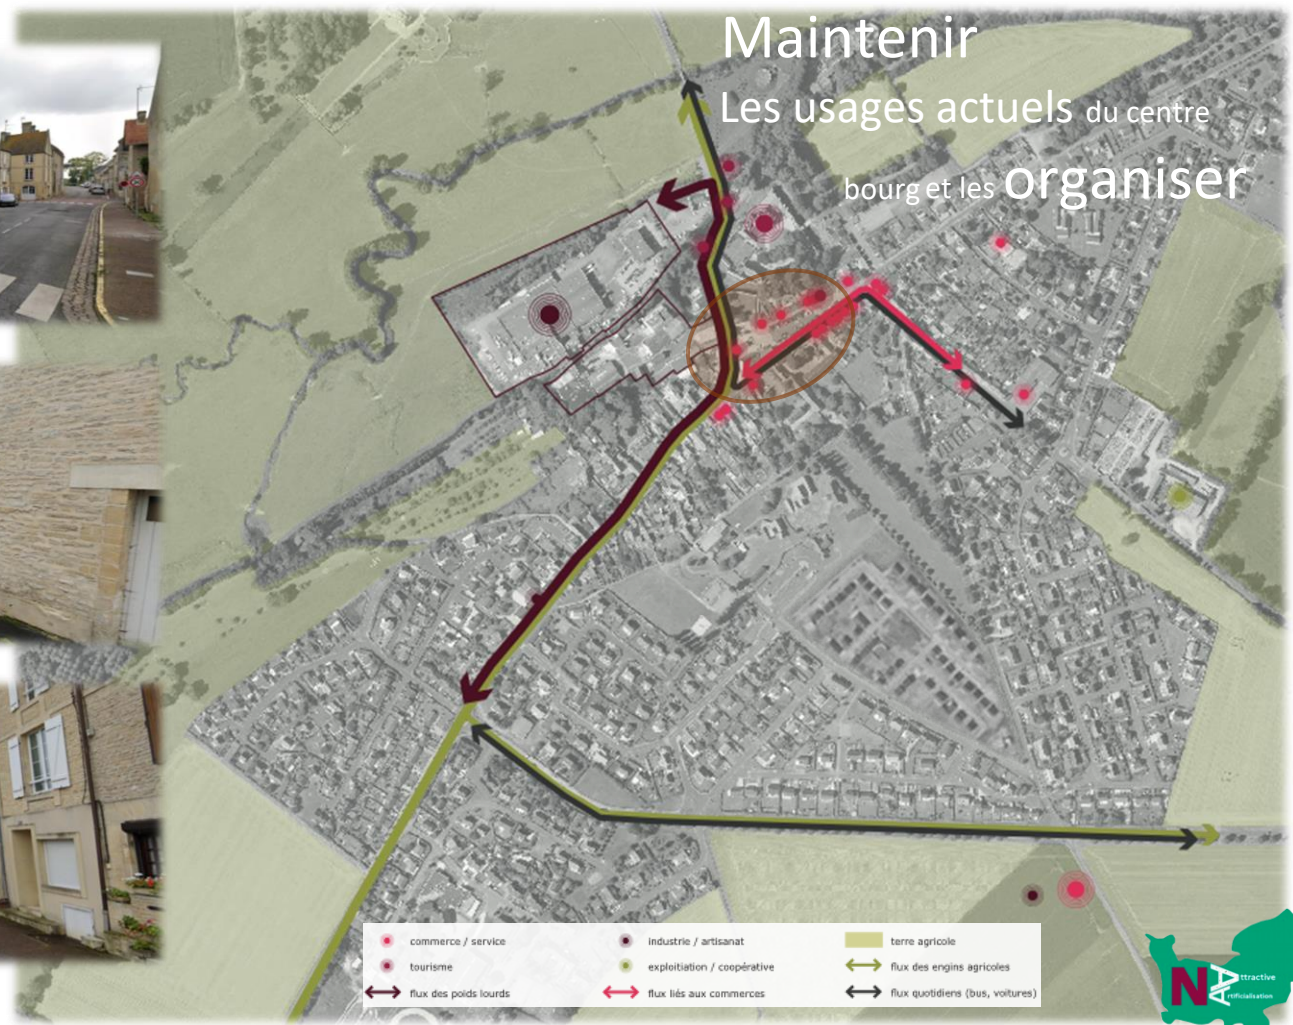 Maintenir
Les usages actuels du centre
bourg et les organiser
commerce / service
industrie / artisanat
terre agricole
tourisme
exploitiation / coopérative
flux des engins agricoles
flux des poids lourds
flux liés aux commerces
flux quotidiens (bus, voitures)
N
Attractive
Artificialisation